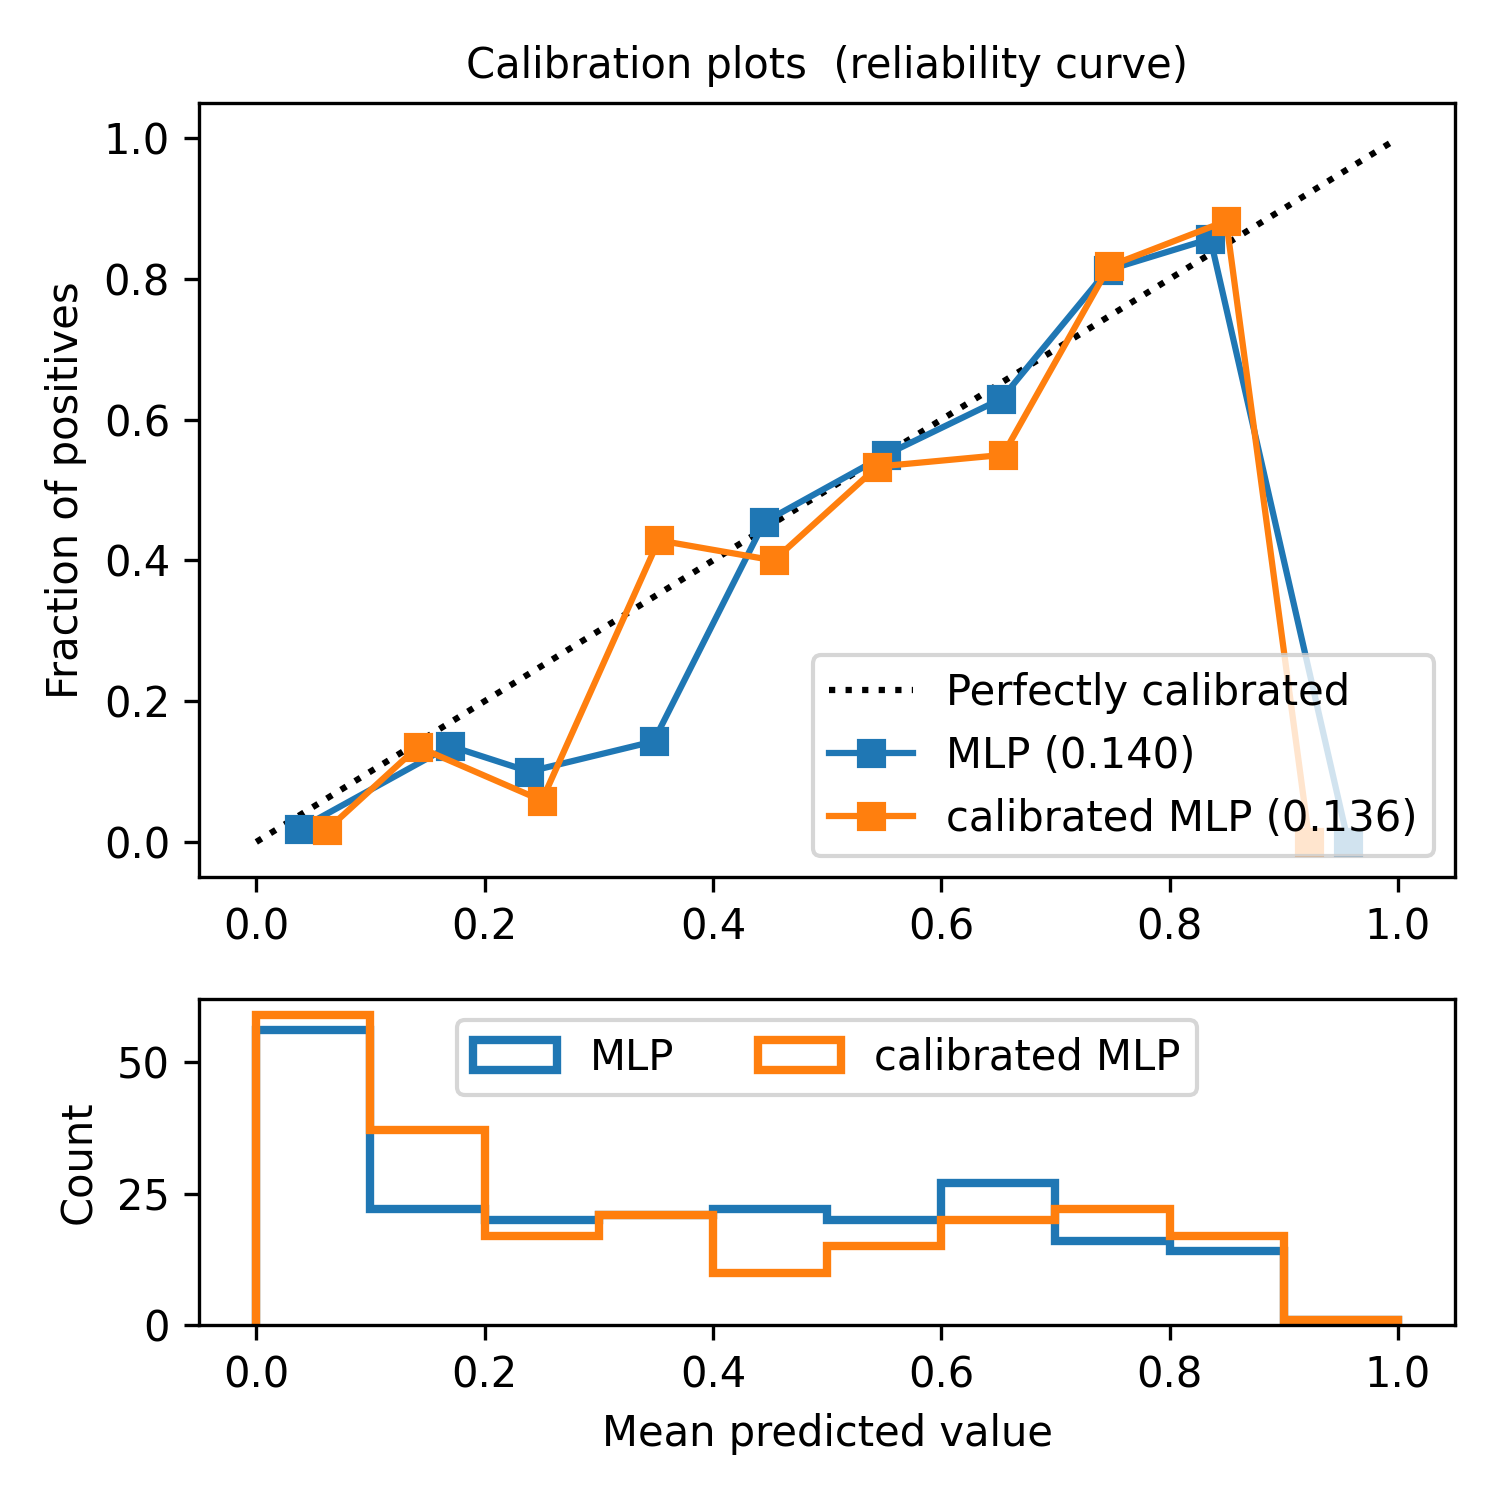 Calibration plots  (reliability curve)
1.0
0.8
0.6
0.4
0.2
0.0
Fraction of positives
Perfectly calibrated
MLP (0.140)
calibrated MLP (0.136)
0.0 0.2 0.4 0.6 0.8 1.0
MLP calibrated MLP
50
25
0
Count
0.0 0.2 0.4 0.6 0.8 1.0
Mean predicted value